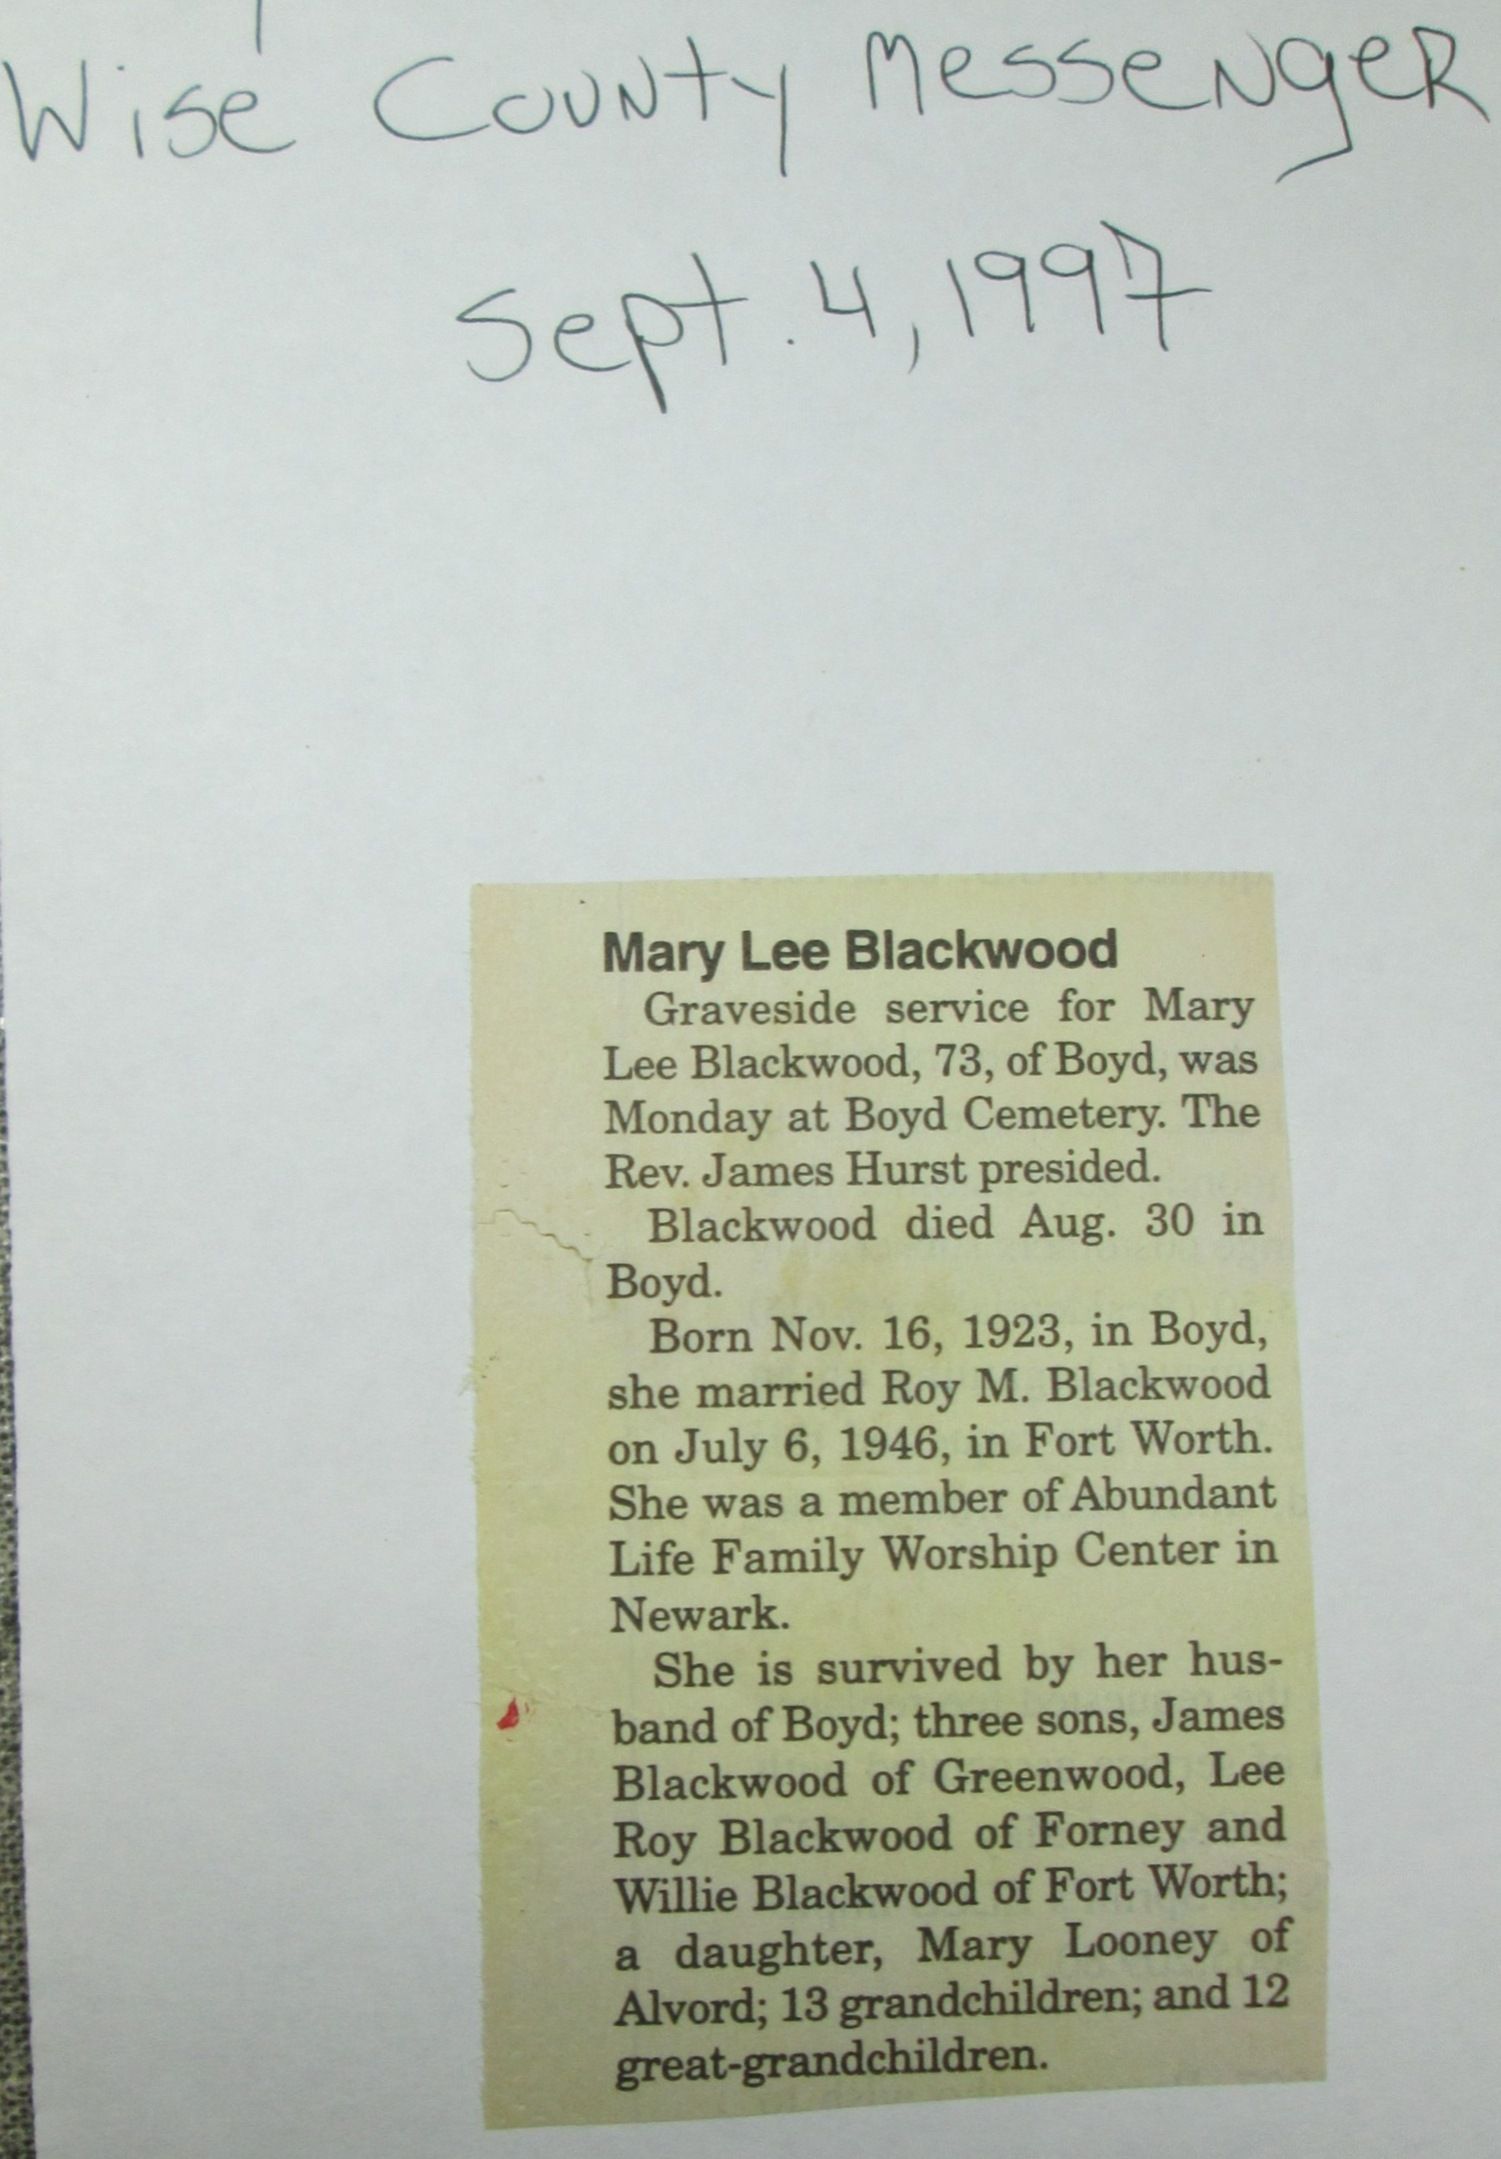 Wise County Messenger
Sept. 4, 1997
Mary Lee Blackwood
Graveside service for Mary
Lee Blackwood, 73, of Boyd, was
Monday at Boyd Cemetery. The
Rev. James Hurst presided.
Blackwood died Aug. 30 in
Boyd.
Born Nov. 16, 1923, in Boyd,
she married Roy M. Blackwood
on July 6, 1946, in Fort Worth.
She was a member of Abundant
Life Family Worship Center in
Newark.
She is survived by her hus-
band of Boyd; three sons, James
Blackwood of Greenwood, Lee
Roy Blackwood of Forney and
Willie Blackwood of Fort Worth;
a daughter, Mary Looney of
Alvord; 13 grandchildren; and 12
great-grandchildren.